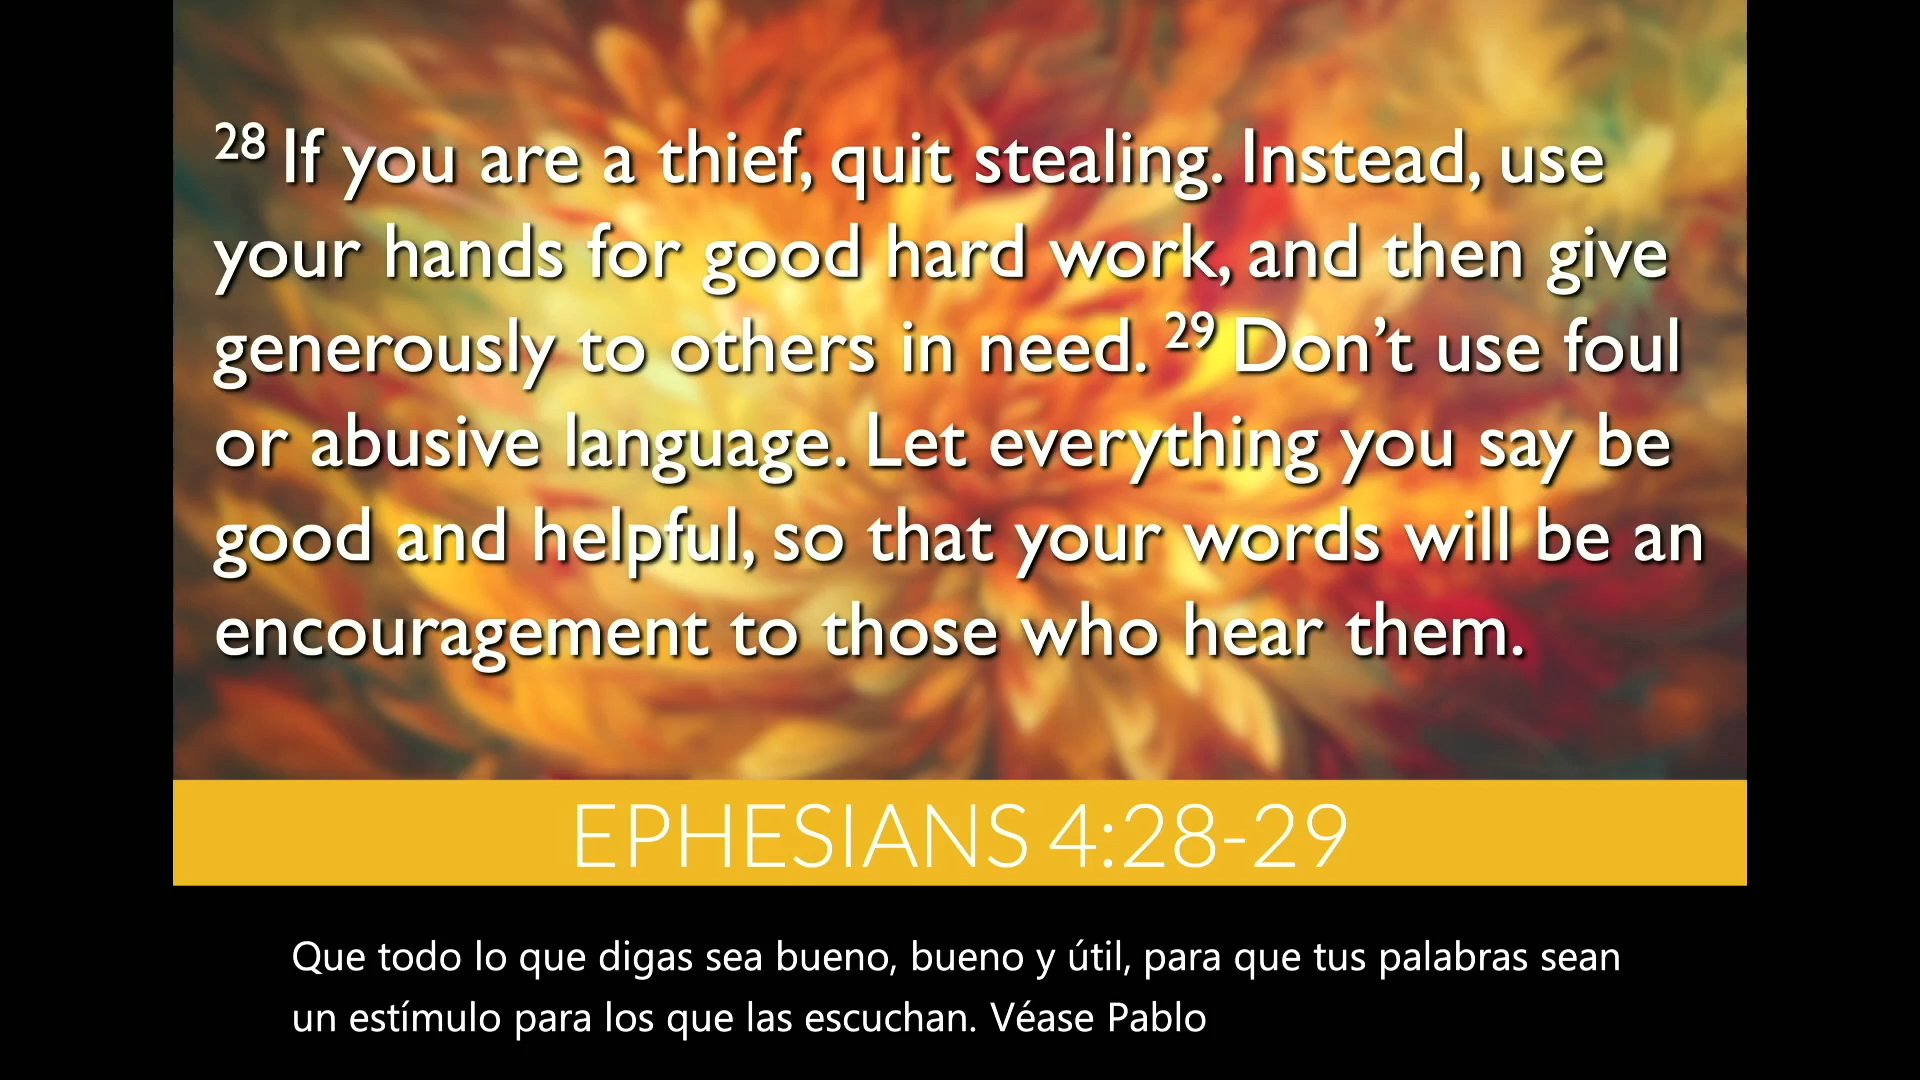 28 If you are a thief, quit stealing. Instead, use
your hands for good hard work, and then give
generously to others in need. 29 Don’t use foul
or abusive language. Let everything you say be
good and helpful, so that your words will be an
encouragement to those who hear them.
EPHESIANS 4:28-29
Que todo lo que digas sea bueno, bueno y útil, para que tus palabras sean
un estímulo para los que las escuchan. Véase Pablo